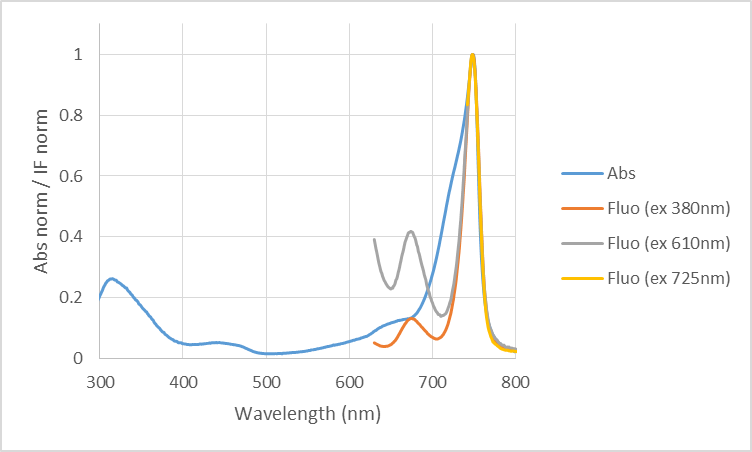 Abs norm / IF norm
1
0.8
0.6
0.4
0.2
0
300 400 500 600 700 800
Wavelength (nm)
Abs
Fluo (ex 380nm)
Fluo (ex 610nm)
Fluo (ex 725nm)